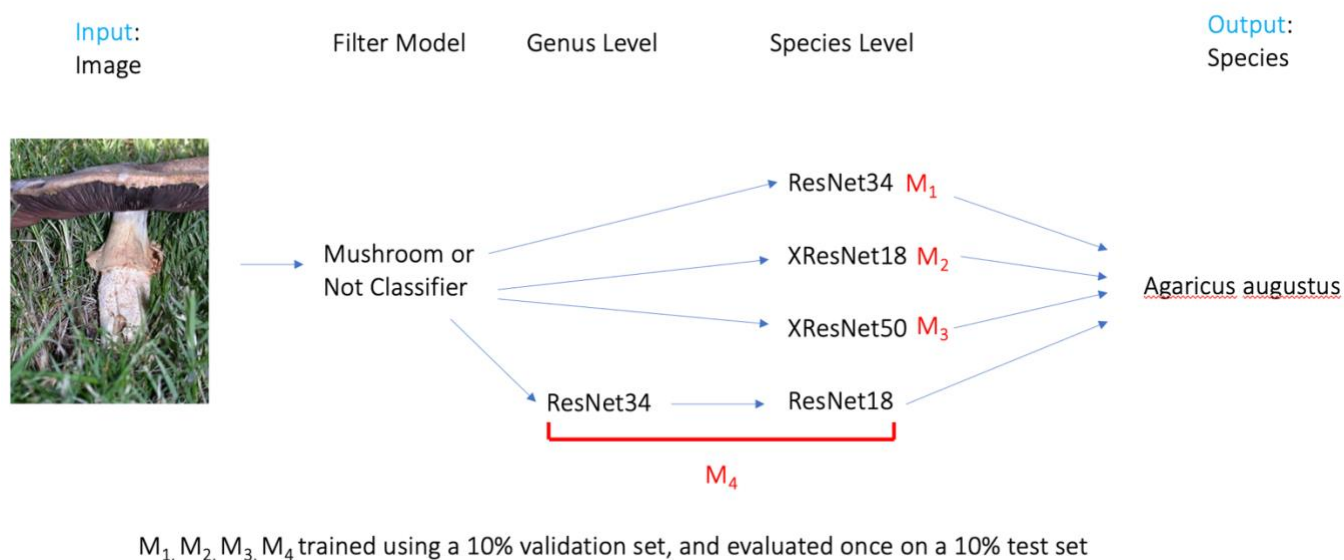 Input:
Image
Filter Model
Genus Level
Species Level
Output:
Species
Mushroom or
Not Classifier
ResNet34 M₁
XResNet18 M₂
XResNet50 M₃
ResNet34
ResNet18
M₄
Agaricus augustus
M₁, M₂, M₃, M₄ trained using a 10% validation set, and evaluated once on a 10% test set